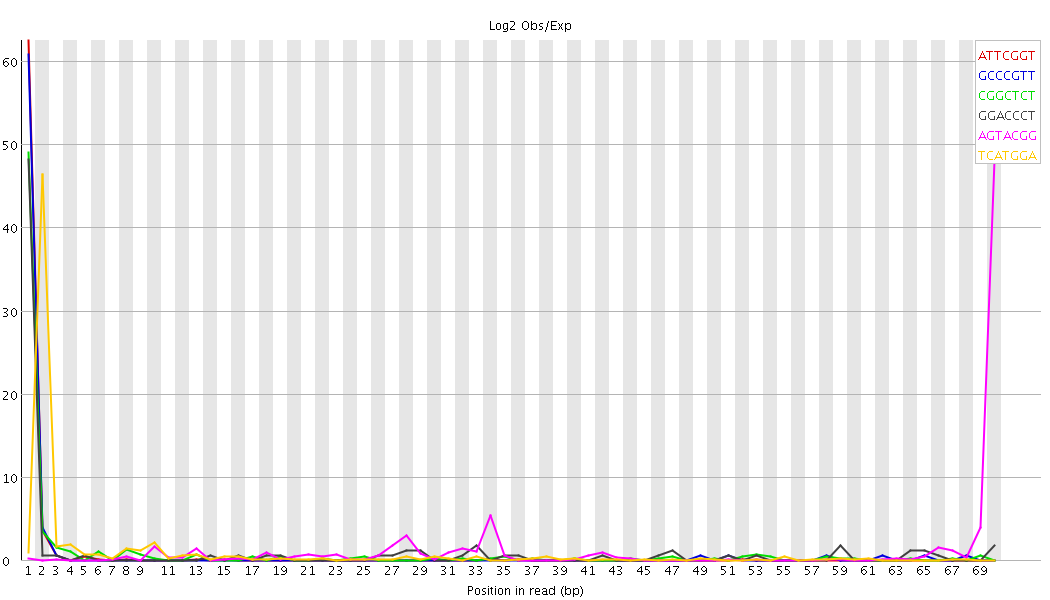 Log2 Obs/Exp
60
50
40
30
20
10
0
ATTCGGT
GCCCGTT
CGGCTCT
GGACCCT
AGTACGG
TCATGGA
1 2 3 4 5 6 7 8 9 11 13 15 17 19 21 23 25 27 29 31 33 35 37 39 41 43 45 47 49 51 53 55 57 59 61 63 65 67 69
Position in read (bp)